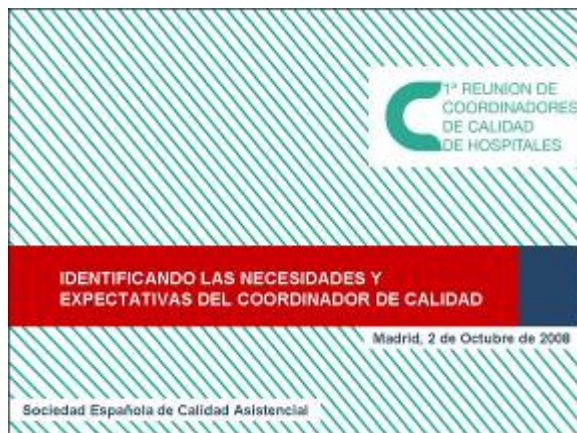 1ª REUNION DE
COORDINADORES
DE CALIDAD
DE HOSPITALES
IDENTIFICANDO LAS NECESIDADES Y
EXPECTATIVAS DEL COORDINADOR DE CALIDAD
Madrid, 2 de Octubre de 2008
Sociedad Española de Calidad Asistencial